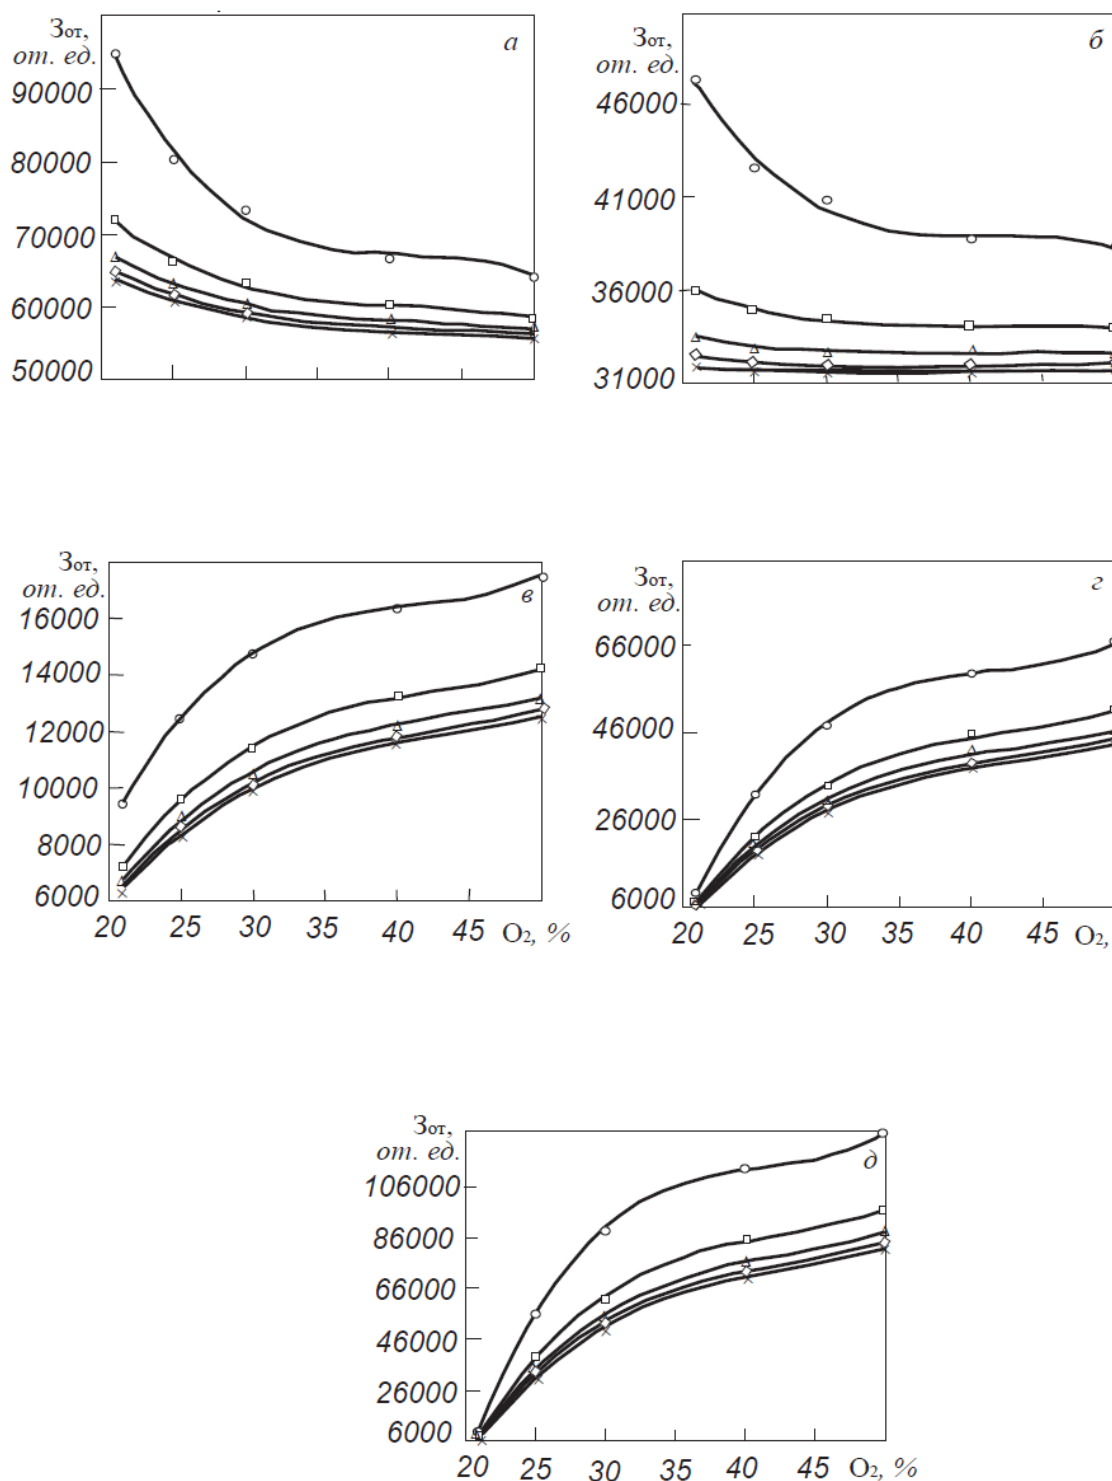 Зот,
от. ед.
а
90000
80000
70000
60000
50000
Зот,
от. ед.
б
46000
41000
36000
31000
Зот,
от. ед.
в
16000
14000
12000
10000
8000
6000
20 25 30 35 40 45 O2, %
Зот,
от. ед.
г
66000
46000
26000
6000
20 25 30 35 40 45 O2,
Зот,
от. ед.
д
106000
86000
66000
46000
26000
6000
20 25 30 35 40 45 O2, %